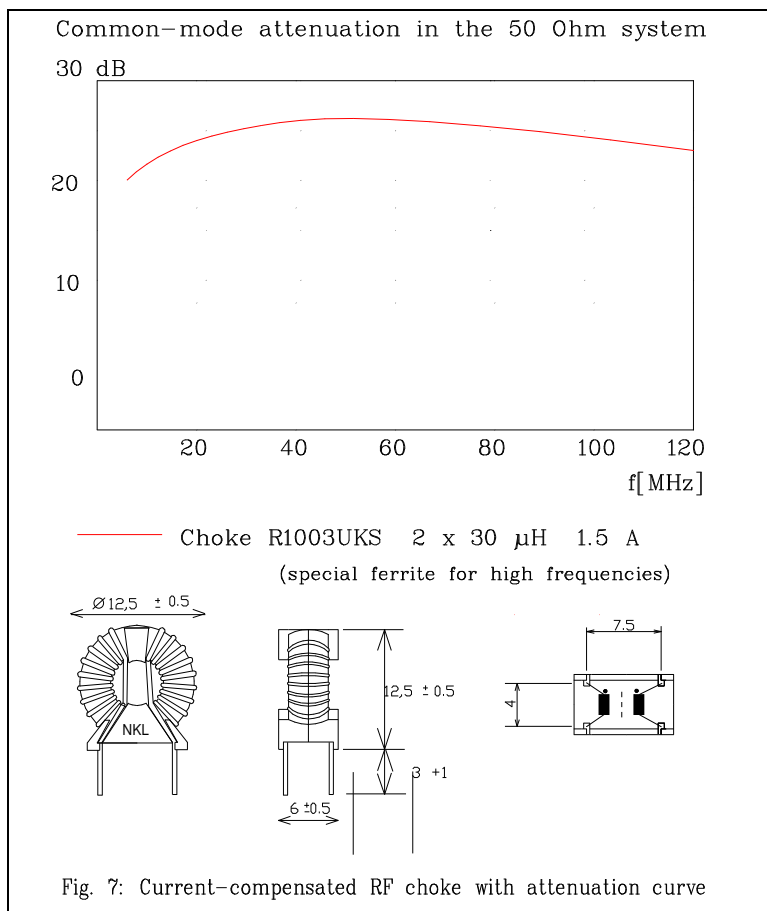 Common-mode attenuation in the 50 Ohm system
30 dB
20
10
0
20 40 60 80 100 120
f[MHz]
Choke R1003UKS 2 x 30 µH 1.5 A
(special ferrite for high frequencies)
Ø12,5 ± 0.5
7.5
12,5 ± 0.5
4
NKL
3 +1
6 ±0.5
Fig. 7: Current-compensated RF choke with attenuation curve